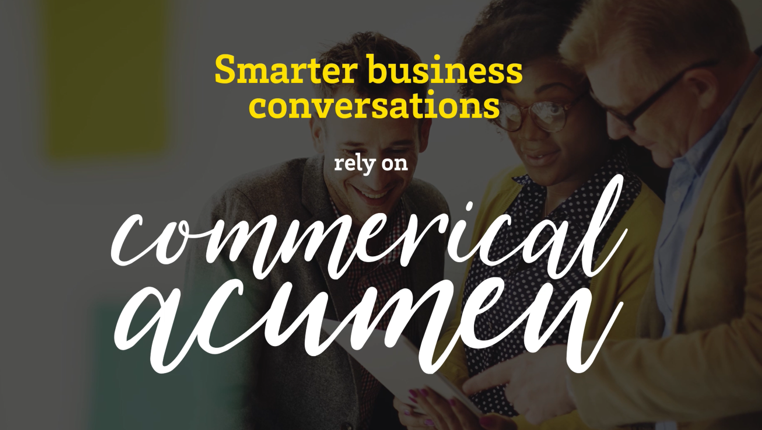 Smarter business
conversations
rely on
commerical
acumen